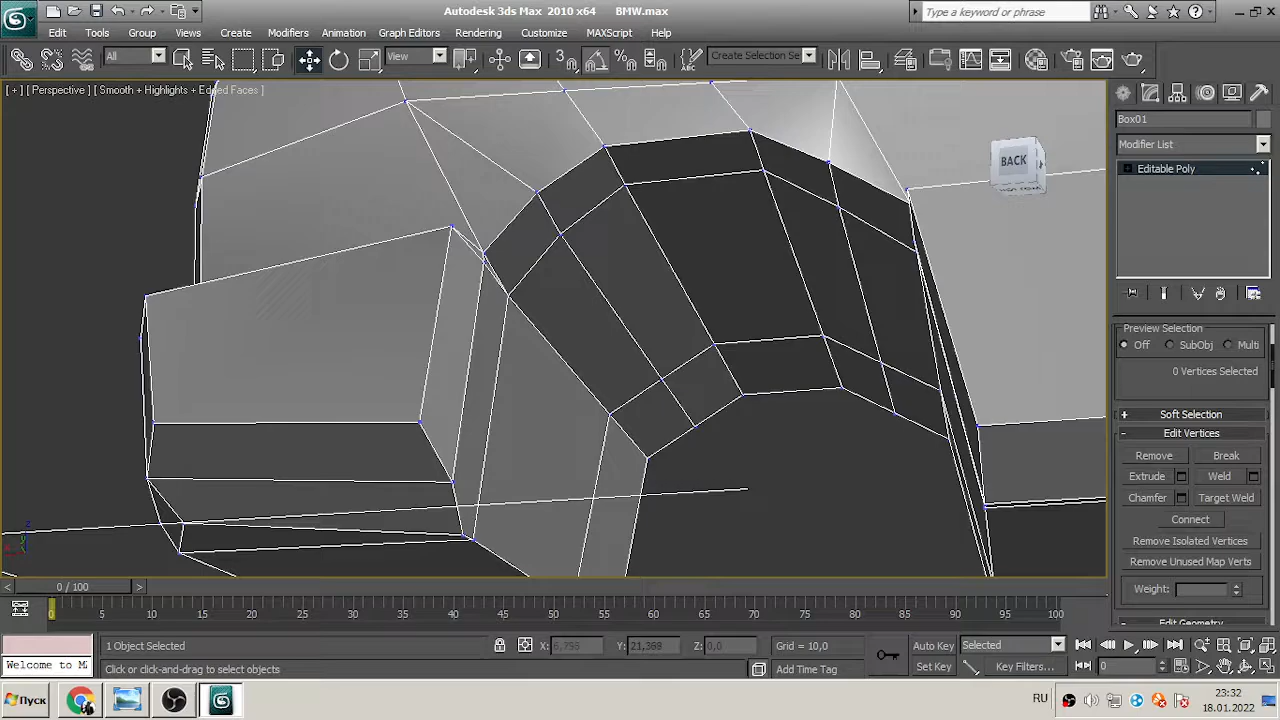 Autodesk 3ds Max 2010 x64 BMW.max
Type a keyword or phrase
Edit Tools Group Views Create Modifiers Animation Graph Editors Rendering Customize MAXScript Help
All View Create Selection Se
[ + ] [ Perspective ] [ Smooth + Highlights + Edged Faces ]
BACK
Box01
Modifier List
Editable Poly
Preview Selection
Off SubObj Multi
0 Vertices Selected
+ Soft Selection
- Edit Vertices
Remove Break
Extrude Weld
Chamfer Target Weld
Connect
Remove Isolated Vertices
Remove Unused Map Verts
Weight:
Edit Geometry
< 0 / 100 >
0 5 10 15 20 25 30 35 40 45 50 55 60 65 70 75 80 85 90 95 100
1 Object Selected X: 6,795 Y: 21,368 Z: 0,0 Grid = 10,0 Auto Key Selected
Welcome to M Click or click-and-drag to select objects Add Time Tag Set Key Key Filters... 0
Пуск RU 23:32
18.01.2022